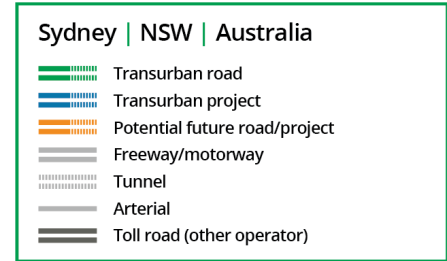 Sydney | NSW | Australia
Transurban road
Transurban project
Potential future road/project
Freeway/motorway
Tunnel
Arterial
Toll road (other operator)